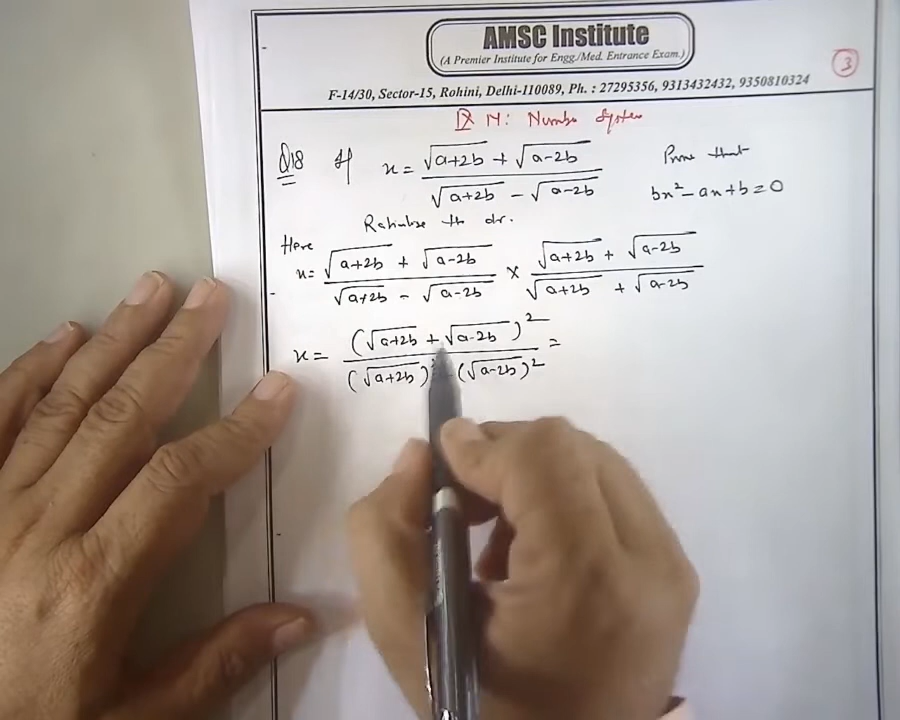 AMSC Institute
(A Premier Institute for Engg./Med. Entrance Exam.)
F-14/30, Sector-15, Rohini, Delhi-110089, Ph. : 27295356, 9313432432, 9350810324
3
IX M: Number System
Q18 If x = (√(a+2b) + √(a-2b)) / (√(a+2b) - √(a-2b)) Prove that
bx² - ax + b = 0
Rationalise the dr.
Here
x = (√(a+2b) + √(a-2b)) / (√(a+2b) - √(a-2b)) × (√(a+2b) + √(a-2b)) / (√(a+2b) + √(a-2b))
x = (√(a+2b) + √(a-2b))² / (√(a+2b))² - (√(a-2b))² =